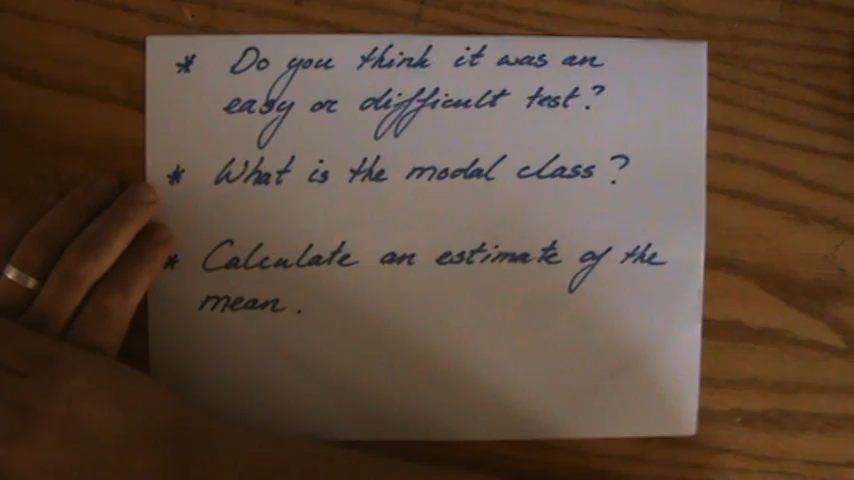 * Do you think it was an
easy or difficult test?
* What is the modal class?
* Calculate an estimate of the
mean.